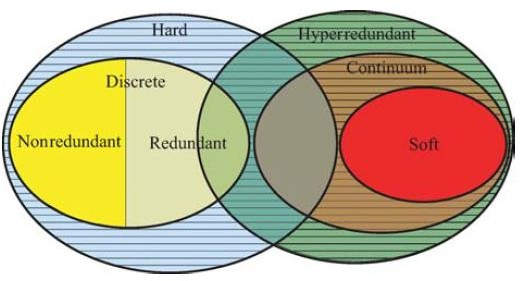 Hard
Hyperredundant
Continuum
Discrete
Nonredundant
Redundant
Soft